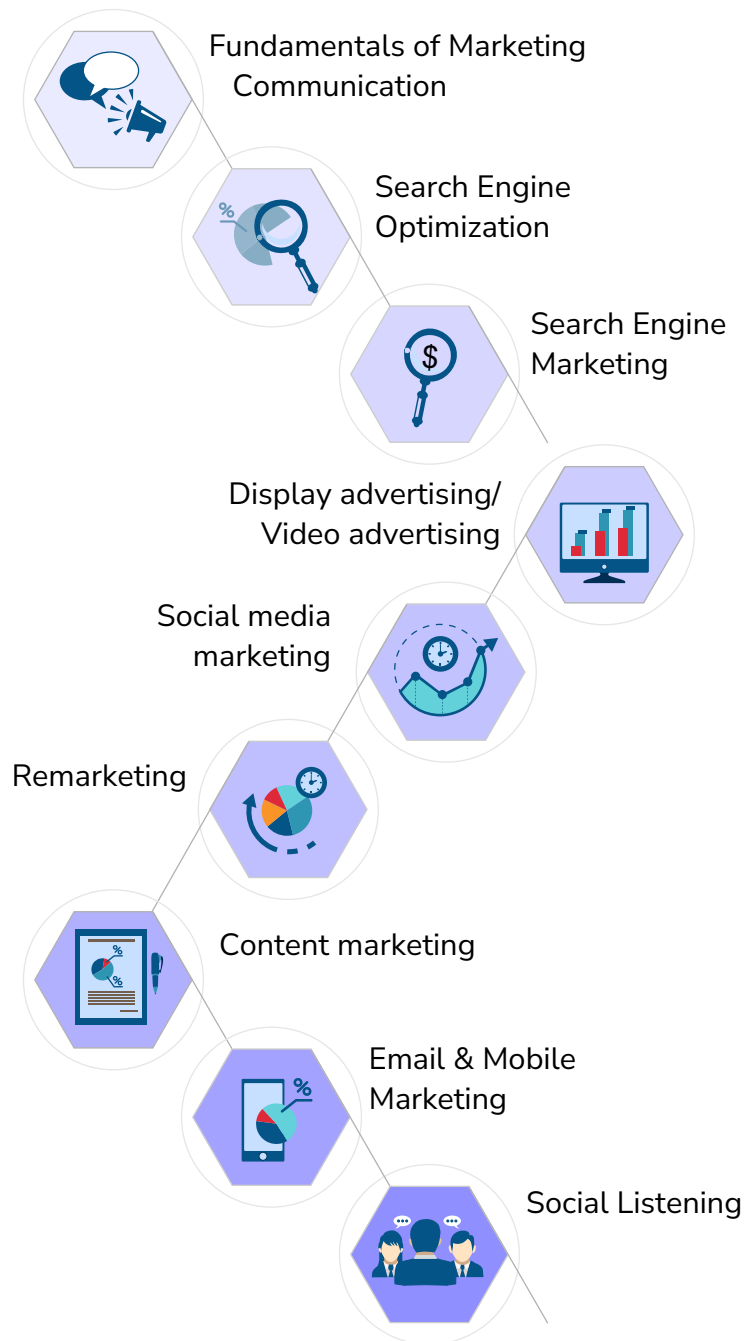 Fundamentals of Marketing
Communication
%
Search Engine
Optimization
Search Engine
Marketing
$
Display advertising/
Video advertising
Social media
marketing
Remarketing
Content marketing
%
%
Email & Mobile
Marketing
%
Social Listening